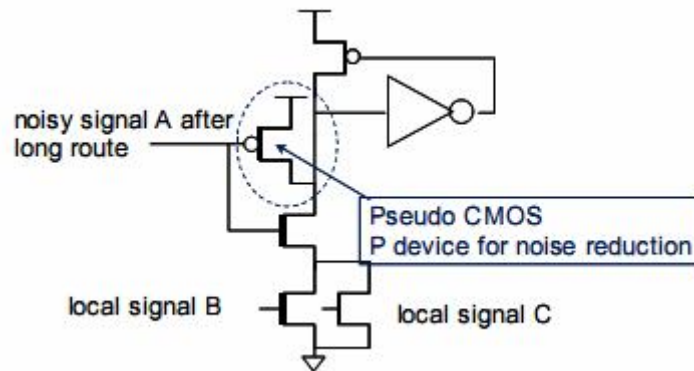 noisy signal A after
long route
Pseudo CMOS
P device for noise reduction
local signal B
local signal C